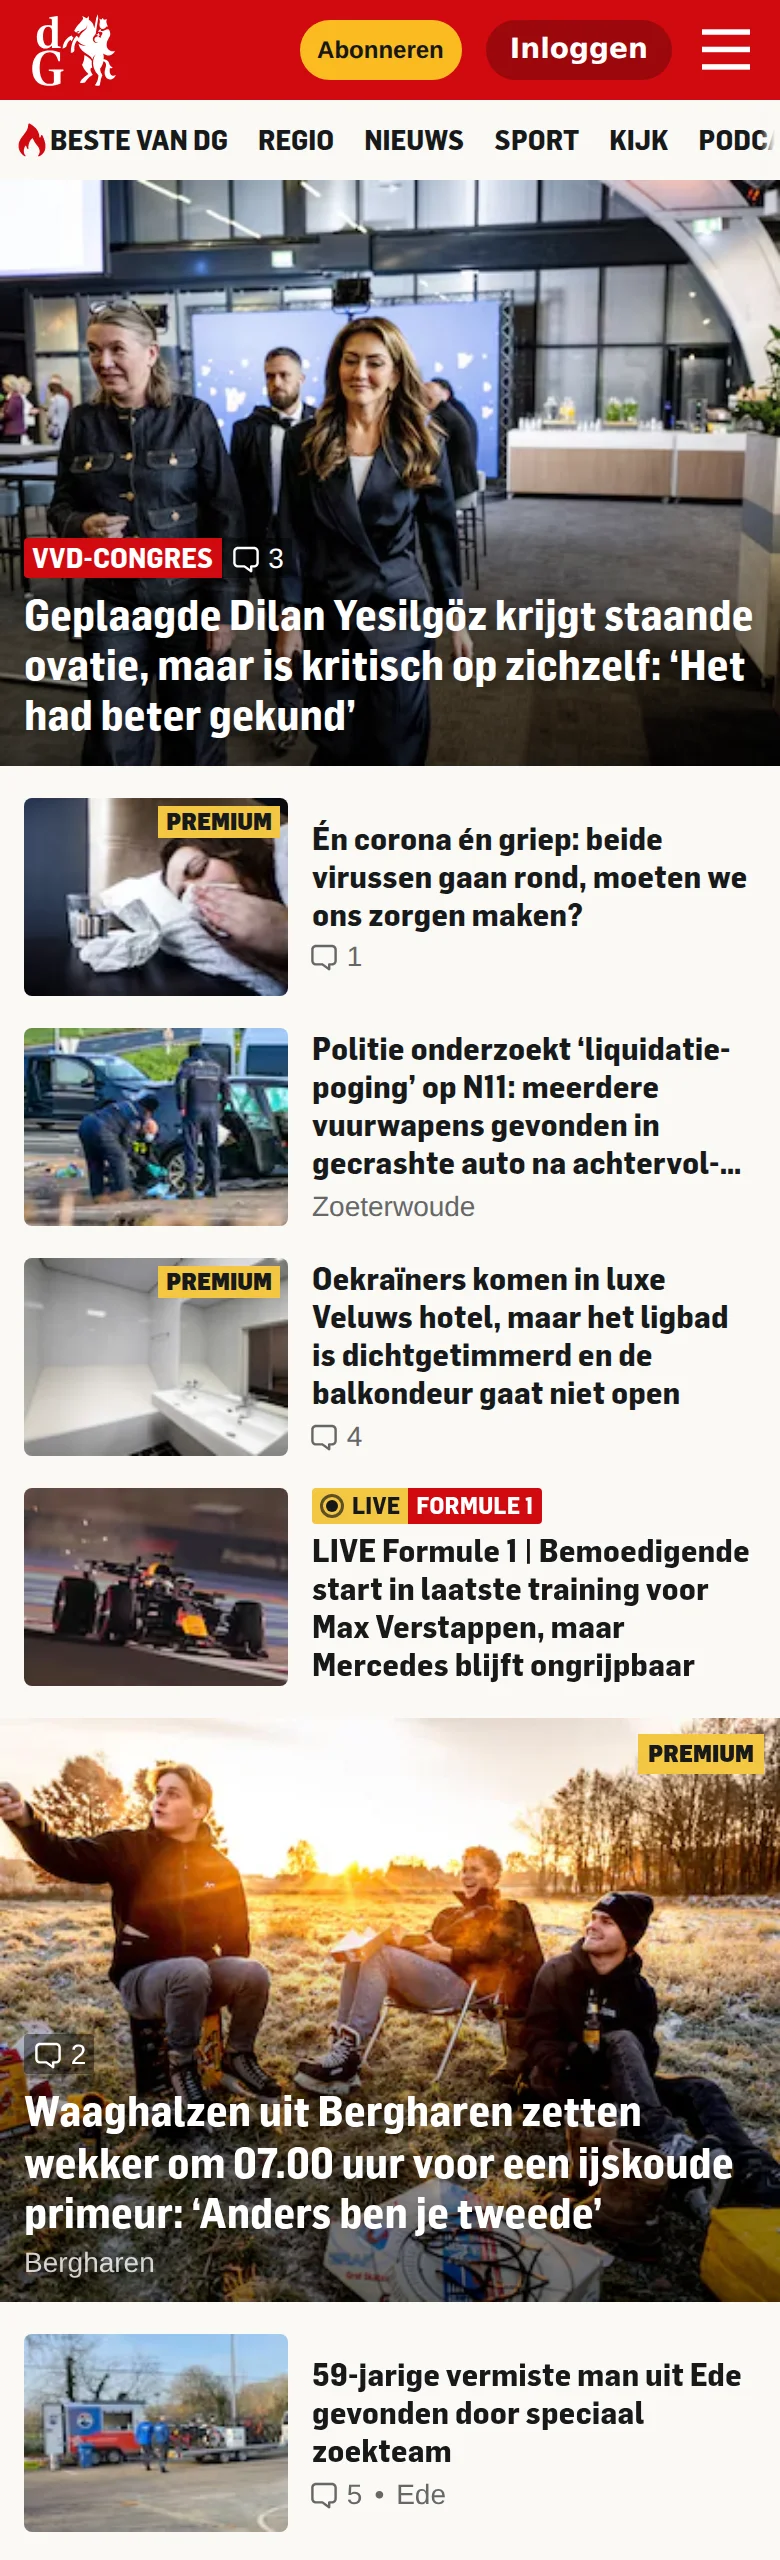 dG
Abonneren
Inloggen
BESTE VAN DG REGIO NIEUWS SPORT KIJK PODCA
VVD-CONGRES 3
Geplaagde Dilan Yesilgöz krijgt staande
ovatie, maar is kritisch op zichzelf: ‘Het
had beter gekund’
PREMIUM
Én corona én griep: beide
virussen gaan rond, moeten we
ons zorgen maken?
1
Politie onderzoekt ‘liquidatie-
poging’ op N11: meerdere
vuurwapens gevonden in
gecrashte auto na achtervol-...
Zoeterwoude
PREMIUM
Oekraïners komen in luxe
Veluws hotel, maar het ligbad
is dichtgetimmerd en de
balkondeur gaat niet open
4
LIVE FORMULE 1
LIVE Formule 1 | Bemoedigende
start in laatste training voor
Max Verstappen, maar
Mercedes blijft ongrijpbaar
PREMIUM
2
Waaghalzen uit Bergharen zetten
wekker om 07.00 uur voor een ijskoude
primeur: ‘Anders ben je tweede’
Bergharen
59-jarige vermiste man uit Ede
gevonden door speciaal
zoekteam
5 • Ede